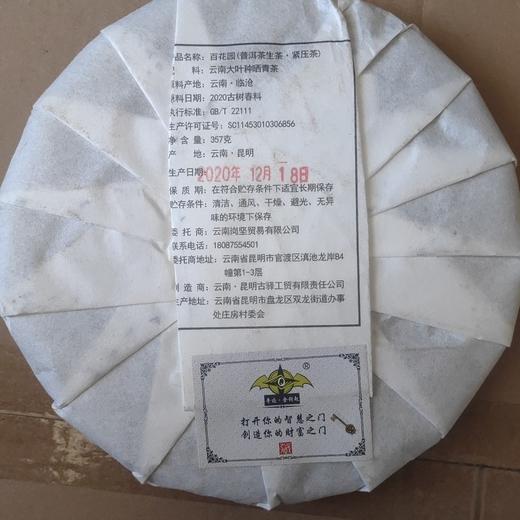 品名称：百花园(普洱茶生茶·紧压茶)
料：云南大叶种晒青茶
原料产地：云南·临沧
原料日期：2020古树春料
执行标准：GB/T 22111
生产许可证号：SC11453010306856
净 含 量：357克
产 地：云南·昆明
2020年 12月 18日
保 质 期：在符合贮存条件下适宜长期保存
贮存条件：清洁、通风、干燥、避光、无异
味的环境下保存
委 托 商：云南岗坚贸易有限公司
联系电话：18087554501
委托商地址：云南省昆明市官渡区滇池龙岸B4
幢第1-3层
制 造 商：云南·昆明古驿工贸有限责任公司
生产地址：云南省昆明市盘龙区双龙街道办事
处庄房村委会
®
打开你的智慧之门
创造你的财富之门